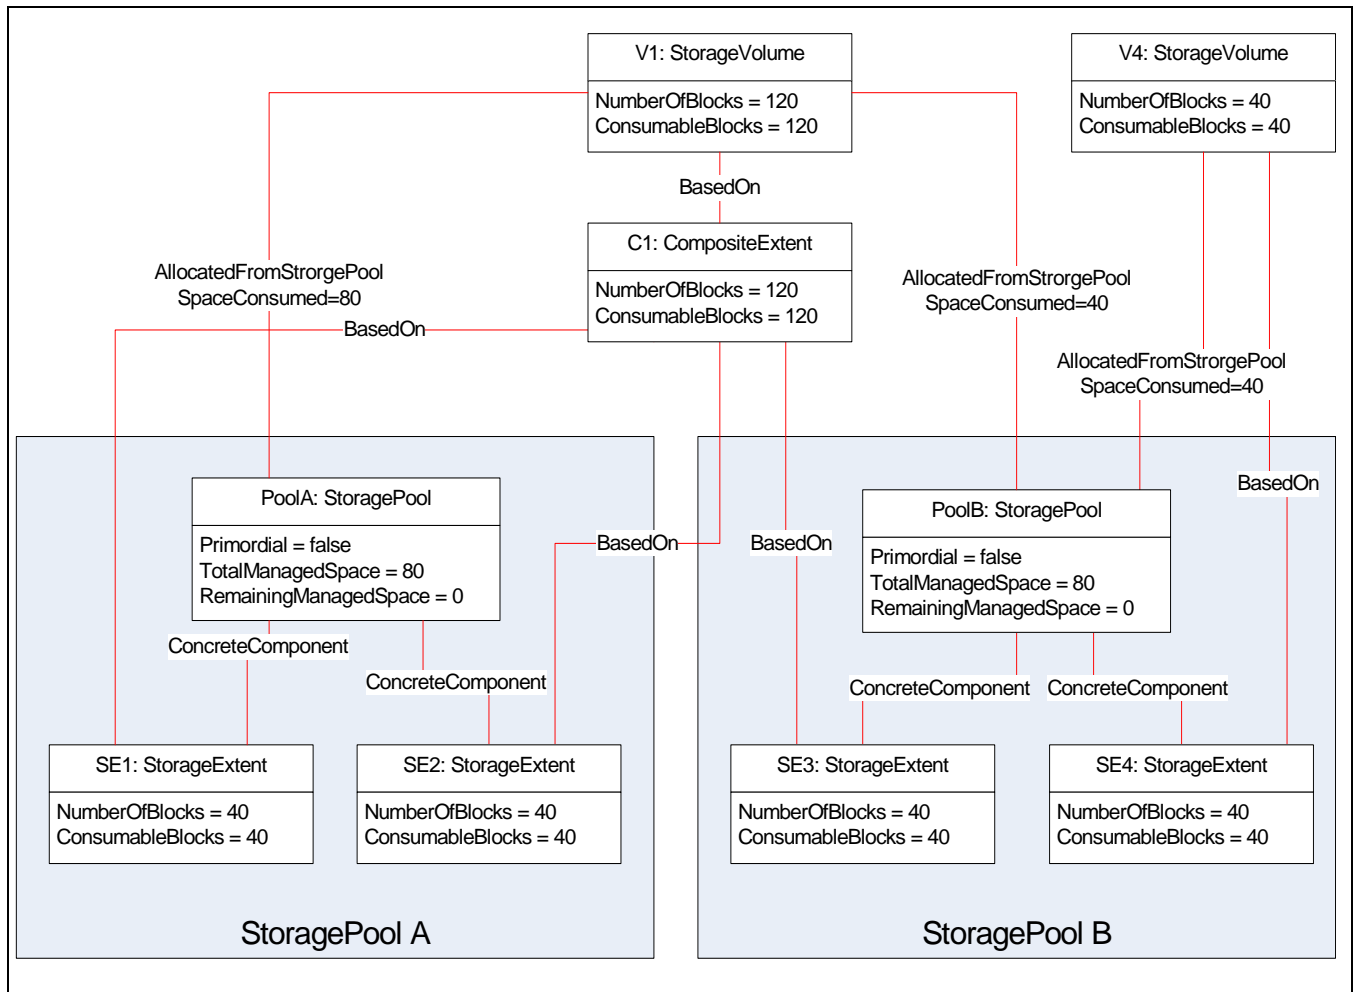 V1: StorageVolume
NumberOfBlocks = 120
ConsumableBlocks = 120
V4: StorageVolume
NumberOfBlocks = 40
ConsumableBlocks = 40
BasedOn
C1: CompositeExtent
NumberOfBlocks = 120
ConsumableBlocks = 120
AllocatedFromStrorgePool
SpaceConsumed=80
AllocatedFromStrorgePool
SpaceConsumed=40
BasedOn
AllocatedFromStrorgePool
SpaceConsumed=40
PoolA: StoragePool
Primordial = false
TotalManagedSpace = 80
RemainingManagedSpace = 0
BasedOn
BasedOn
PoolB: StoragePool
Primordial = false
TotalManagedSpace = 80
RemainingManagedSpace = 0
BasedOn
ConcreteComponent
ConcreteComponent
ConcreteComponent
ConcreteComponent
SE1: StorageExtent
NumberOfBlocks = 40
ConsumableBlocks = 40
SE2: StorageExtent
NumberOfBlocks = 40
ConsumableBlocks = 40
SE3: StorageExtent
NumberOfBlocks = 40
ConsumableBlocks = 40
SE4: StorageExtent
NumberOfBlocks = 40
ConsumableBlocks = 40
StoragePool A
StoragePool B